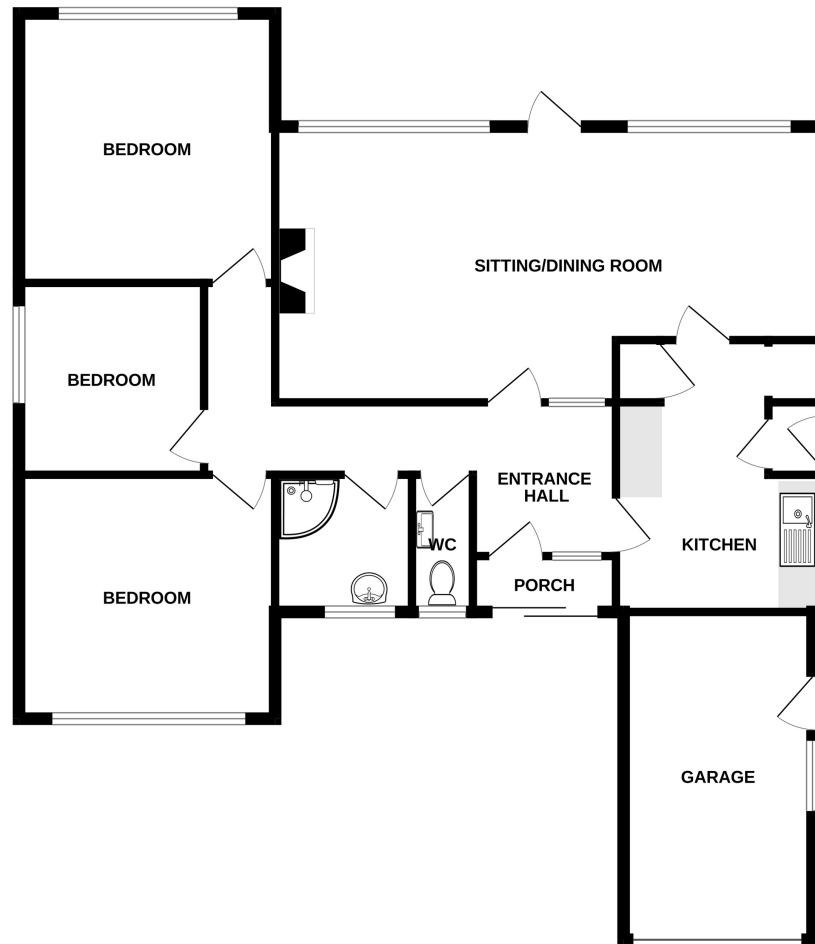 BEDROOM
SITTING/DINING ROOM
BEDROOM
ENTRANCE
HALL
WC
KITCHEN
PORCH
BEDROOM
GARAGE